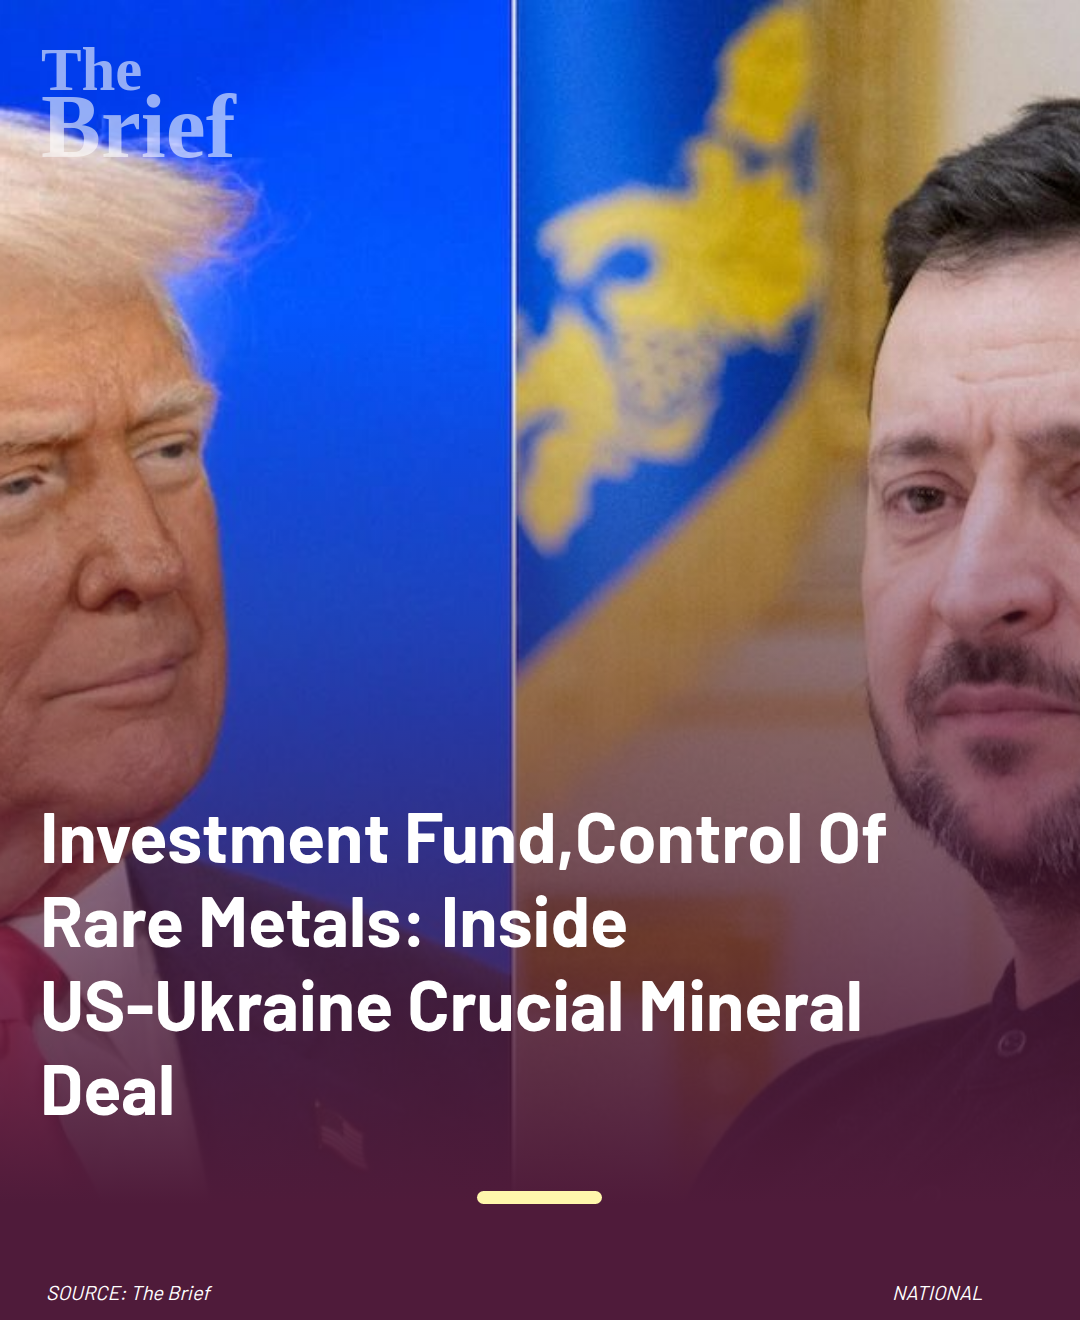 The
Brief
Investment Fund,Control Of
Rare Metals: Inside
US-Ukraine Crucial Mineral
Deal
SOURCE: The Brief
NATIONAL